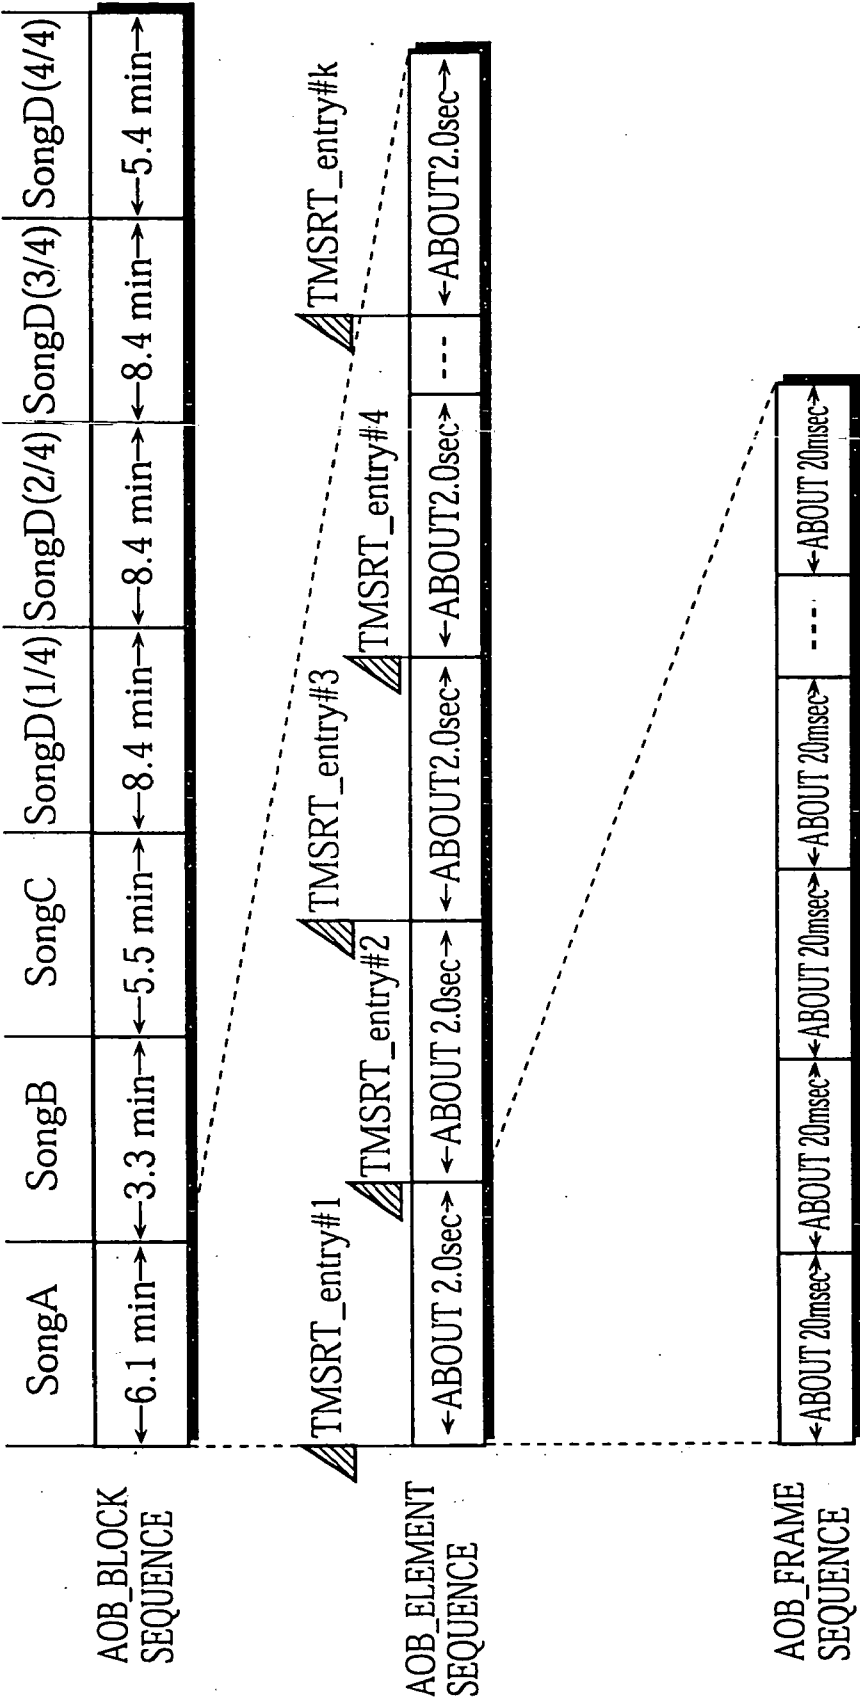 SongA
SongB
SongC
SongD(1/4)
SongD(2/4)
SongD(3/4)
SongD(4/4)
AOB_BLOCK
SEQUENCE
6.1 min
3.3 min
5.5 min
8.4 min
8.4 min
8.4 min
5.4 min
TMSRT_entry#1
TMSRT_entry#2
TMSRT_entry#3
TMSRT_entry#4
TMSRT_entry#k
AOB_ELEMENT
SEQUENCE
ABOUT 2.0sec
ABOUT 2.0sec
ABOUT2.0sec
ABOUT2.0sec
----
ABOUT2.0sec
AOB_FRAME
SEQUENCE
ABOUT 20msec
ABOUT 20msec
ABOUT 20msec
ABOUT 20msec
----
ABOUT 20msec